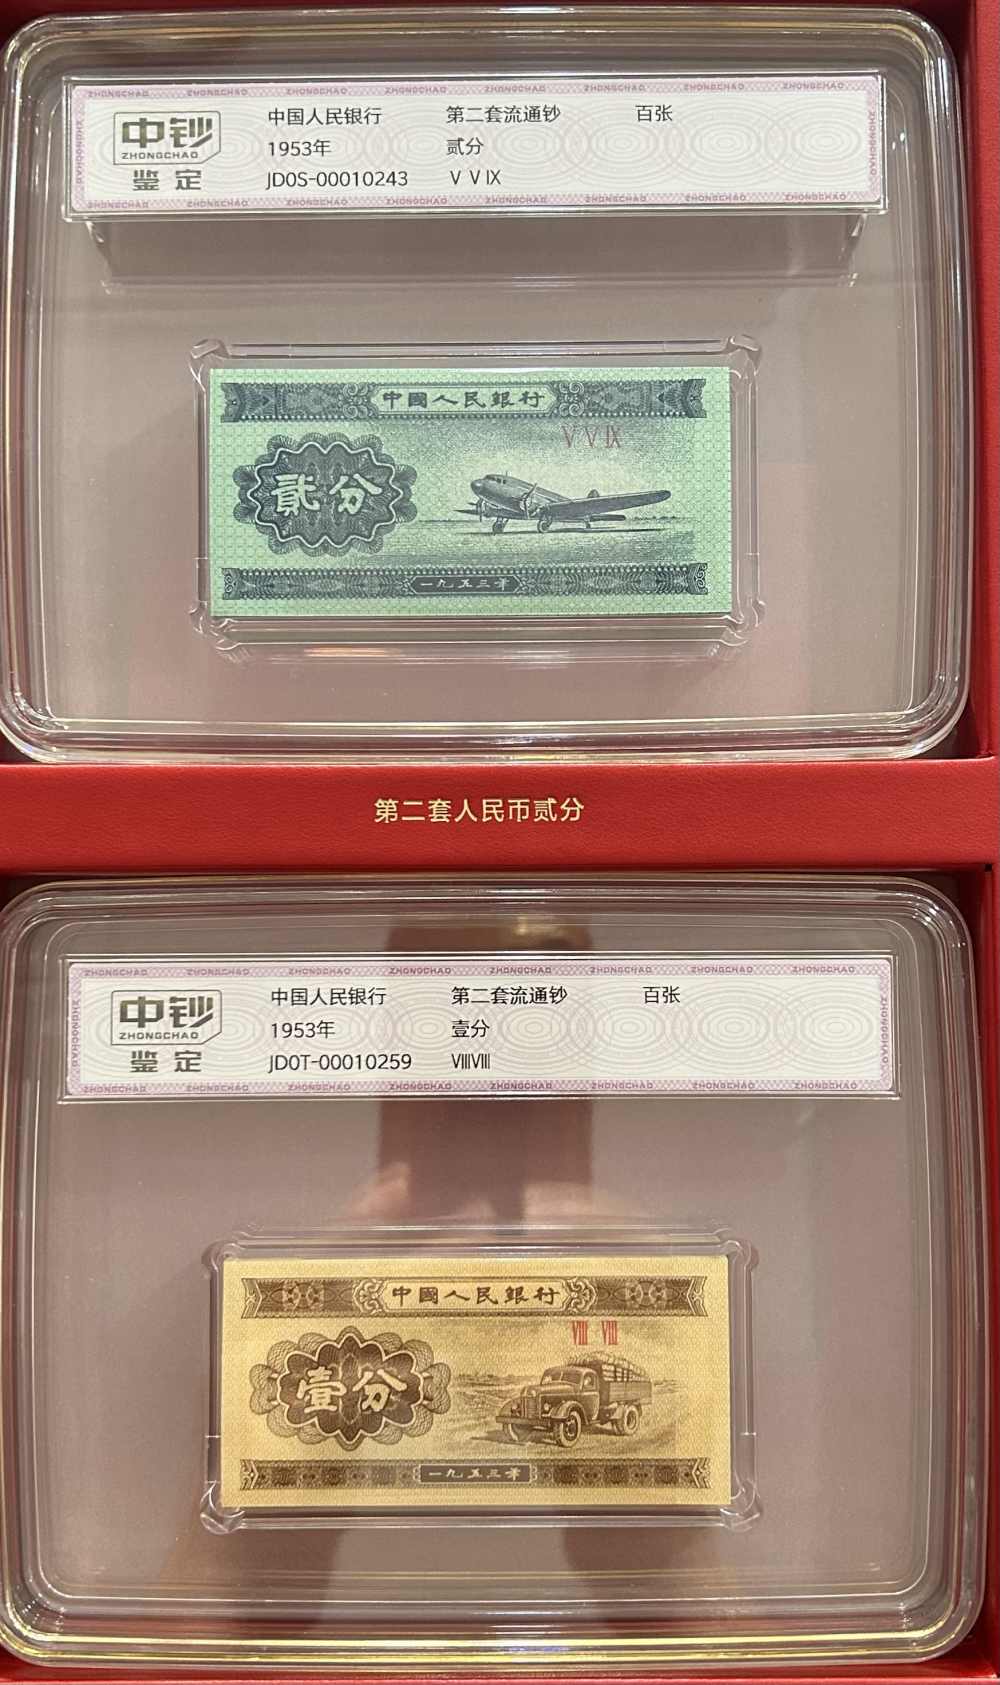 中国人民银行 第二套流通钞 百张
中钞 1953年 贰分
ZHONGCHAO
鉴定 JD0S-00010243 Ⅴ Ⅴ Ⅸ
中國人民銀行
Ⅴ Ⅴ Ⅸ
貳分
一九五三年
第二套人民币贰分
中国人民银行 第二套流通钞 百张
中钞 1953年 壹分
ZHONGCHAO
鉴定 JD0T-00010259 ⅧⅧ
中國人民銀行
Ⅷ Ⅷ
壹分
一九五三年